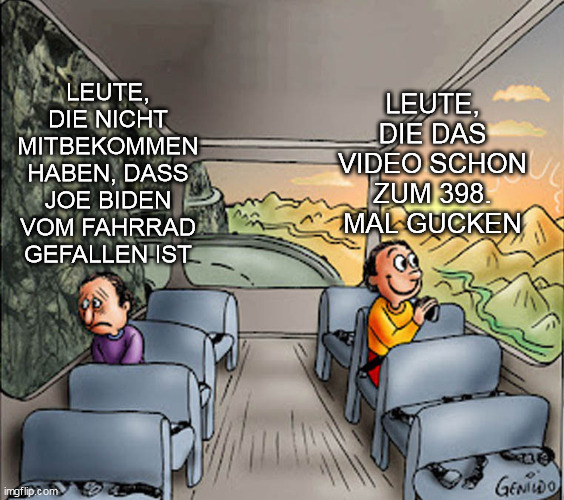 LEUTE,
DIE NICHT
MITBEKOMMEN
HABEN, DASS
JOE BIDEN
VOM FAHRRAD
GEFALLEN IST
LEUTE,
DIE DAS
VIDEO SCHON
ZUM 398.
MAL GUCKEN
GENILDO
imgflip.com